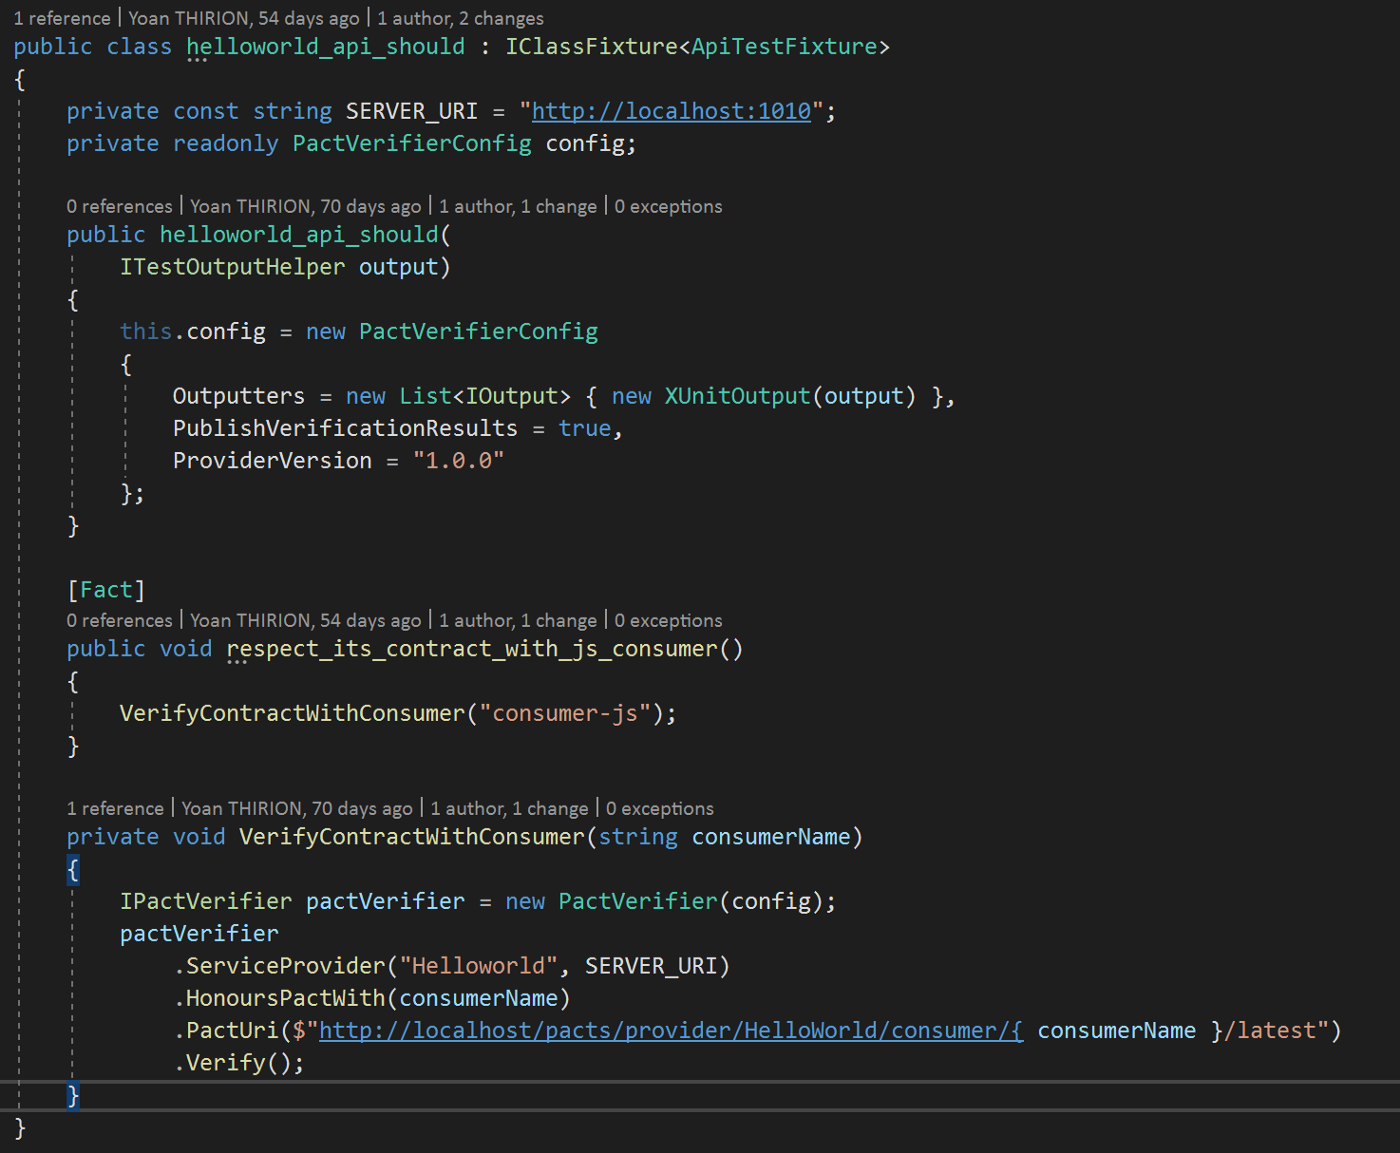 1 reference | Yoan THIRION, 54 days ago | 1 author, 2 changes
public class helloworld_api_should : IClassFixture<ApiTestFixture>
{
private const string SERVER_URI = "http://localhost:1010";
private readonly PactVerifierConfig config;
0 references | Yoan THIRION, 70 days ago | 1 author, 1 change | 0 exceptions
public helloworld_api_should(
ITestOutputHelper output)
{
this.config = new PactVerifierConfig
{
Outputters = new List<IOutput> { new XUnitOutput(output) },
PublishVerificationResults = true,
ProviderVersion = "1.0.0"
};
}
[Fact]
0 references | Yoan THIRION, 54 days ago | 1 author, 1 change | 0 exceptions
public void respect_its_contract_with_js_consumer()
{
VerifyContractWithConsumer("consumer-js");
}
1 reference | Yoan THIRION, 70 days ago | 1 author, 1 change | 0 exceptions
private void VerifyContractWithConsumer(string consumerName)
{
IPactVerifier pactVerifier = new PactVerifier(config);
pactVerifier
.ServiceProvider("Helloworld", SERVER_URI)
.HonoursPactWith(consumerName)
.PactUri($"http://localhost/pacts/provider/HelloWorld/consumer/{ consumerName }/latest")
.Verify();
}
}